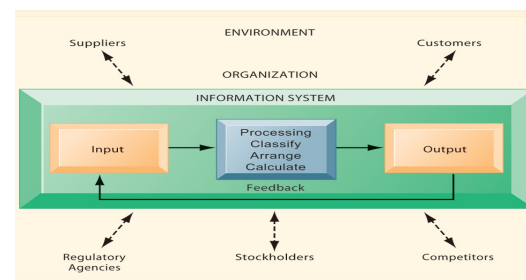 ENVIRONMENT
Suppliers
Customers
ORGANIZATION
INFORMATION SYSTEM
Input
Processing
Classify
Arrange
Calculate
Output
Feedback
Regulatory
Agencies
Stockholders
Competitors